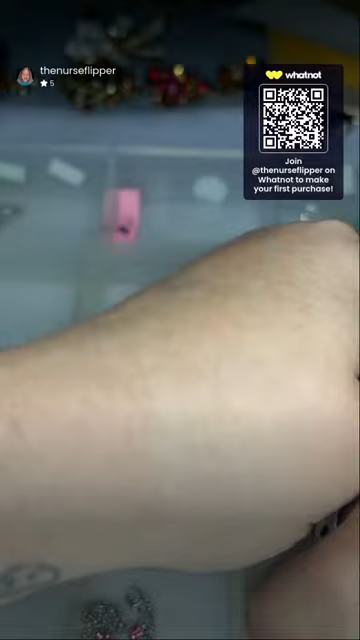 thenurseflipper
★ 5
whatnot
Join
@thenurseflipper on
Whatnot to make
your first purchase!